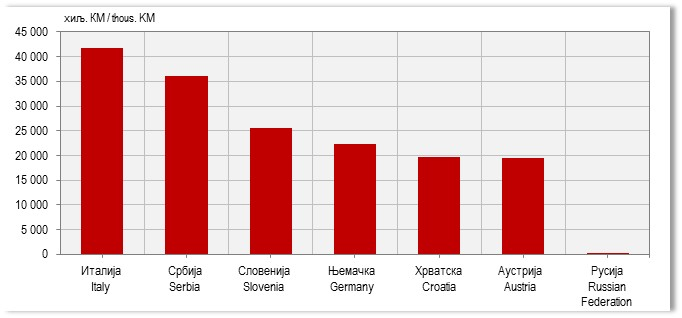 хиљ. КМ / thous. KM
45 000
40 000
35 000
30 000
25 000
20 000
15 000
10 000
5 000
0
Италија Србија Словенија Њемачка Хрватска Аустрија Русија
Italy Serbia Slovenia Germany Croatia Austria Russian
Federation